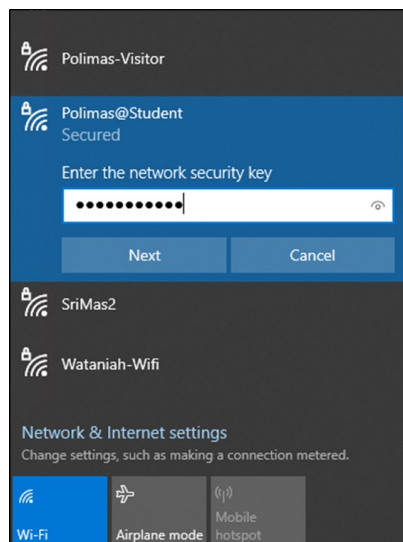 Polimas-Visitor
Polimas@Student
Secured
Enter the network security key
●●●●●●●●●●●
Next
Cancel
SriMas2
Wataniah-Wifi
Network & Internet settings
Change settings, such as making a connection metered.
Wi-Fi
Airplane mode
Mobile
hotspot